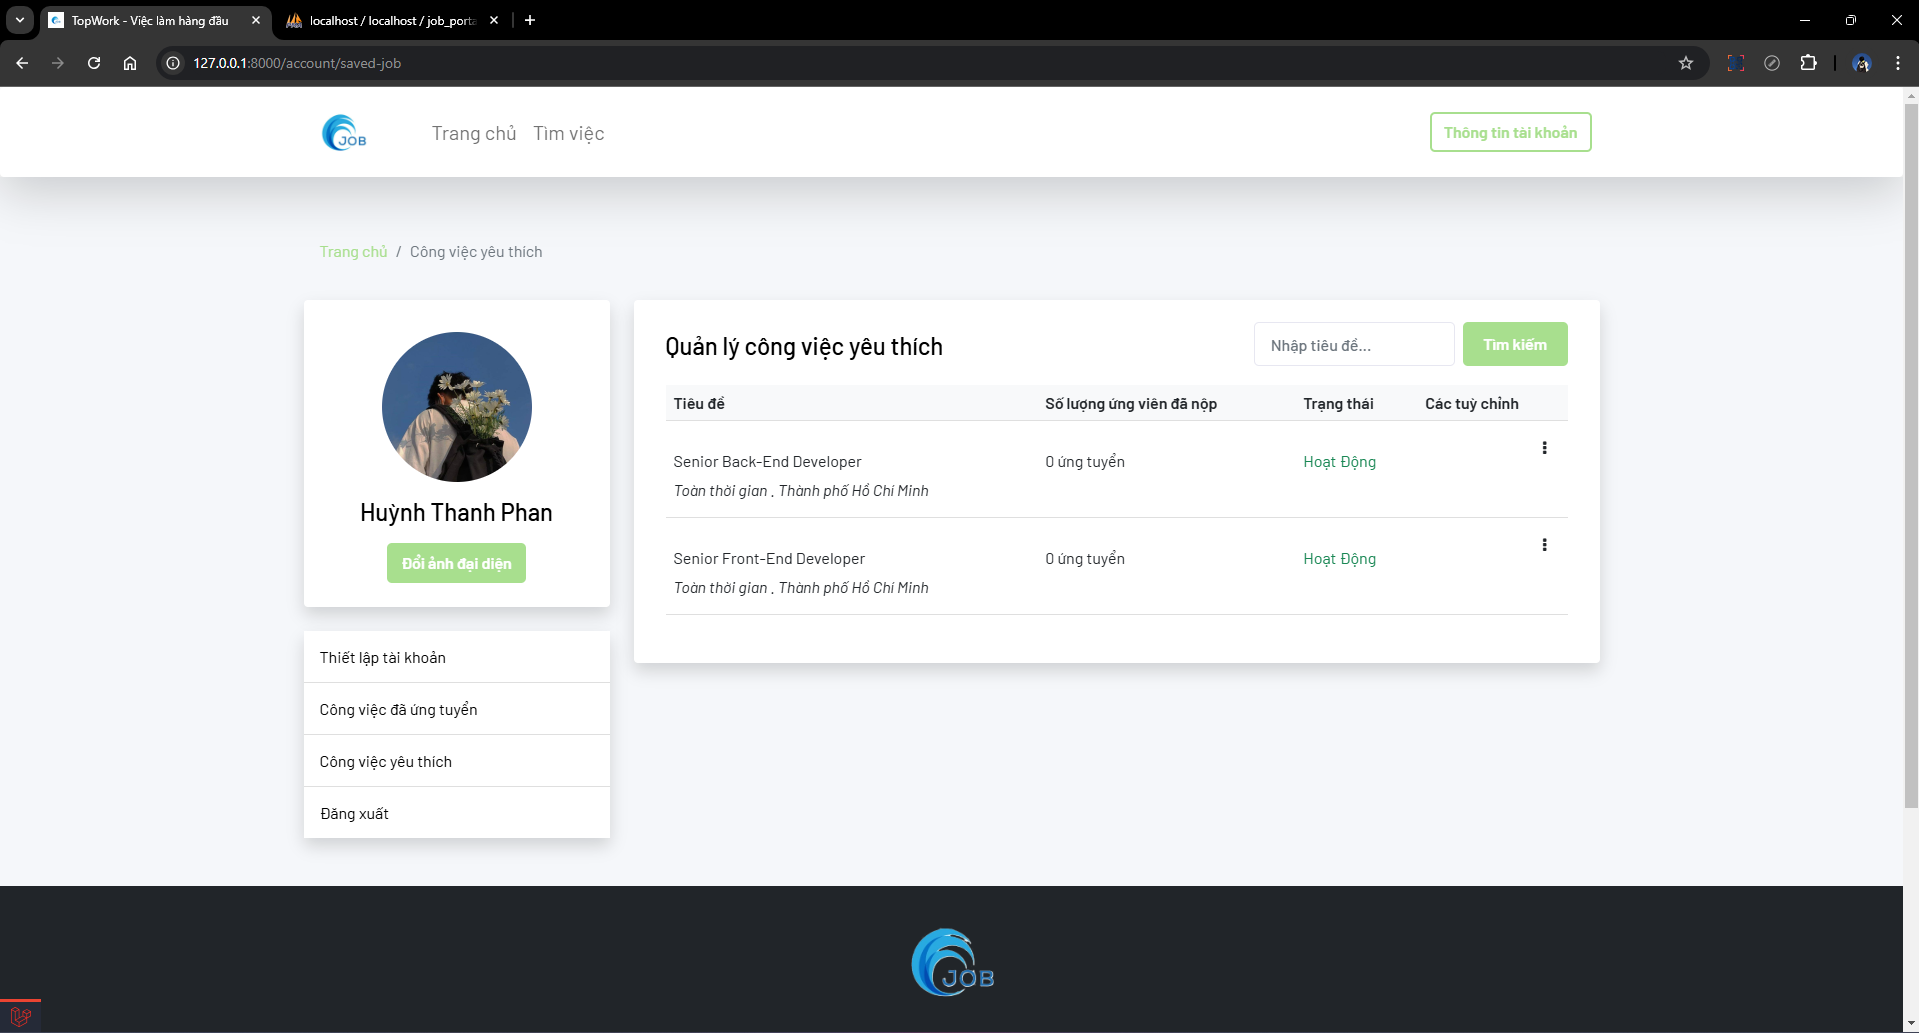 TopWork - Việc làm hàng đầu
localhost / localhost / job_porta
127.0.0.1:8000/account/saved-job
JOB
Trang chủ
Tìm việc
Thông tin tài khoản
Trang chủ / Công việc yêu thích
Huỳnh Thanh Phan
Đổi ảnh đại diện
Thiết lập tài khoản
Công việc đã ứng tuyển
Công việc yêu thích
Đăng xuất
Quản lý công việc yêu thích
Nhập tiêu đề...
Tìm kiếm
Tiêu đề Số lượng ứng viên đã nộp Trạng thái Các tuỳ chỉnh
Senior Back-End Developer 0 ứng tuyển Hoạt Động
Toàn thời gian . Thành phố Hồ Chí Minh
Senior Front-End Developer 0 ứng tuyển Hoạt Động
Toàn thời gian . Thành phố Hồ Chí Minh
JOB